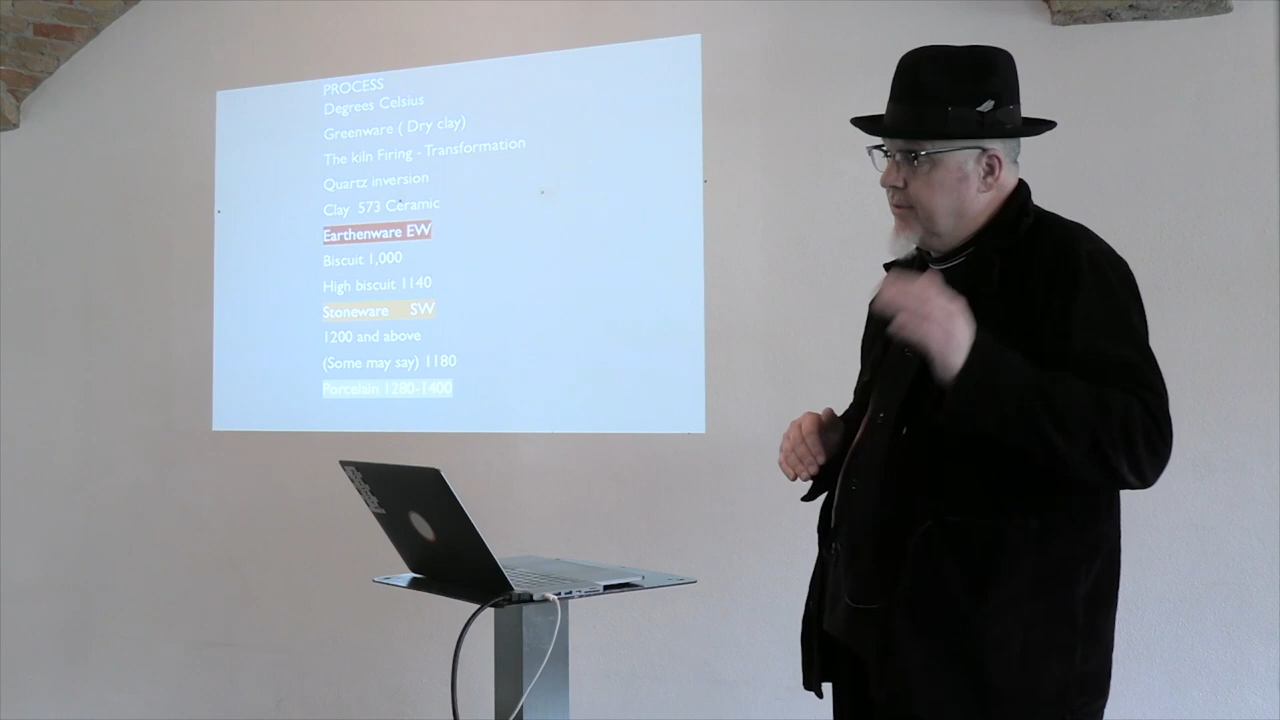 PROCESS
Degrees Celsius
Greenware ( Dry clay)
The kiln Firing - Transformation
Quartz inversion
Clay 573 Ceramic
Earthenware EW
Biscuit 1,000
High biscuit 1140
Stoneware SW
1200 and above
(Some may say) 1180
Porcelain 1280-1400